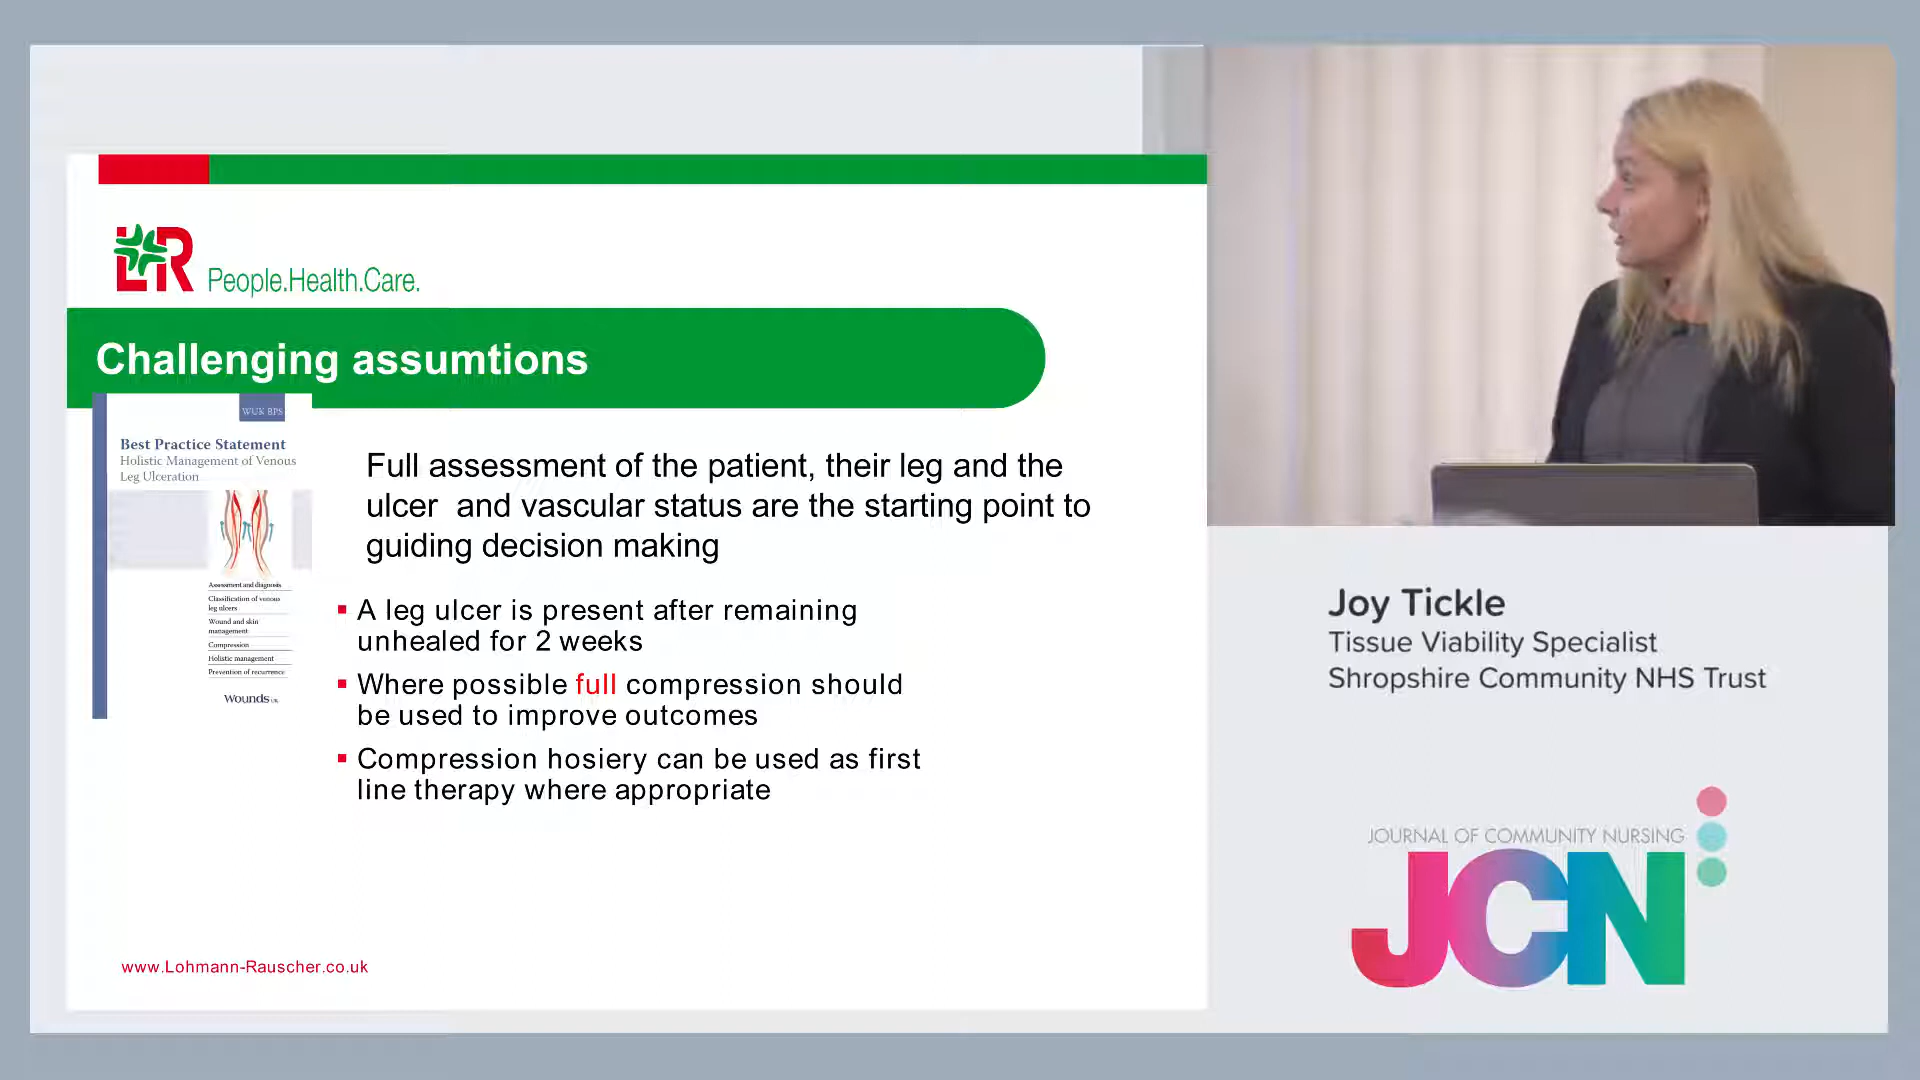 LR
People.Health.Care.
Challenging assumtions
WUK BPS
Best Practice Statement
Holistic Management of Venous
Leg Ulceration
Assessment and diagnosis
Classification of venous
leg ulcers
Wound and skin
management
Compression
Holistic management
Prevention of recurrence
Wounds UK
Full assessment of the patient, their leg and the
ulcer and vascular status are the starting point to
guiding decision making
▪ A leg ulcer is present after remaining
unhealed for 2 weeks
▪ Where possible full compression should
be used to improve outcomes
▪ Compression hosiery can be used as first
line therapy where appropriate
www.Lohmann-Rauscher.co.uk
Joy Tickle
Tissue Viability Specialist
Shropshire Community NHS Trust
JOURNAL OF COMMUNITY NURSING
JCN